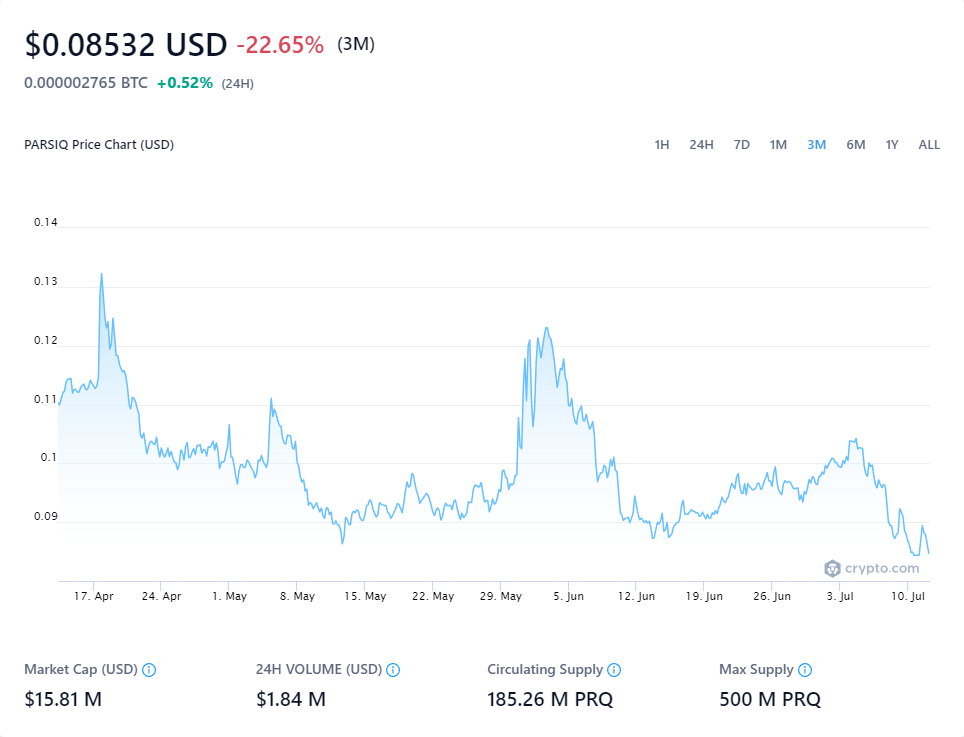 $0.08532 USD -22.65% (3M)
0.000002765 BTC +0.52% (24H)
PARSIQ Price Chart (USD) 1H 24H 7D 1M 3M 6M 1Y ALL
0.14
0.13
0.12
0.11
0.1
0.09
crypto.com
17. Apr 24. Apr 1. May 8. May 15. May 22. May 29. May 5. Jun 12. Jun 19. Jun 26. Jun 3. Jul 10. Jul
Market Cap (USD) 24H VOLUME (USD) Circulating Supply Max Supply
$15.81 M $1.84 M 185.26 M PRQ 500 M PRQ